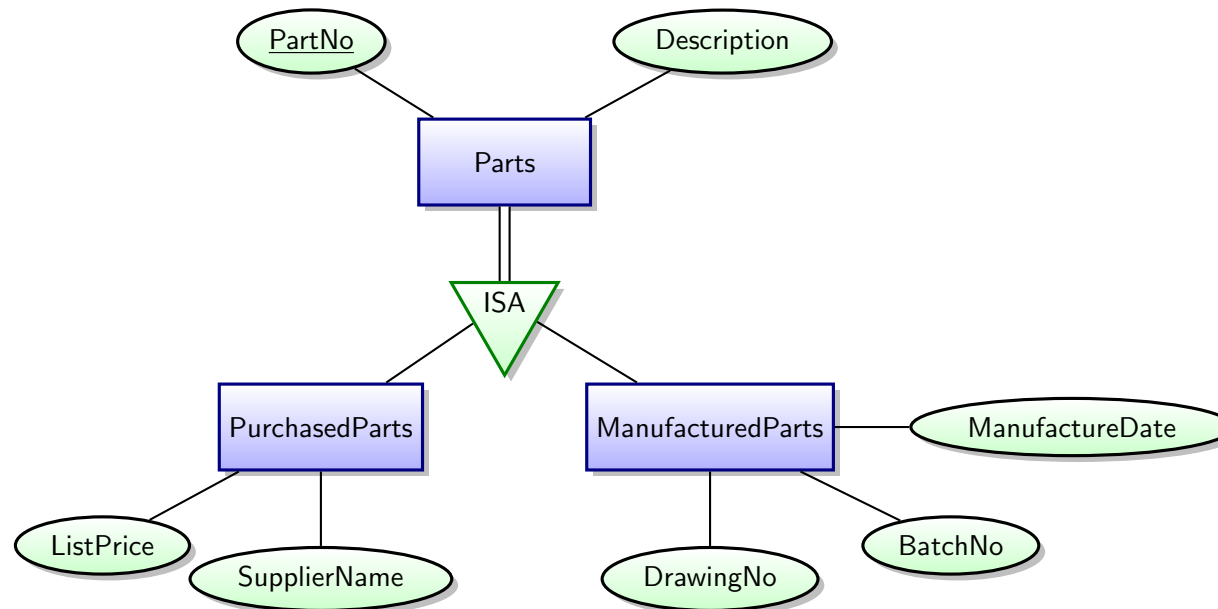 PartNo
Description
Parts
ISA
PurchasedParts
ManufacturedParts
ManufactureDate
ListPrice
BatchNo
SupplierName
DrawingNo